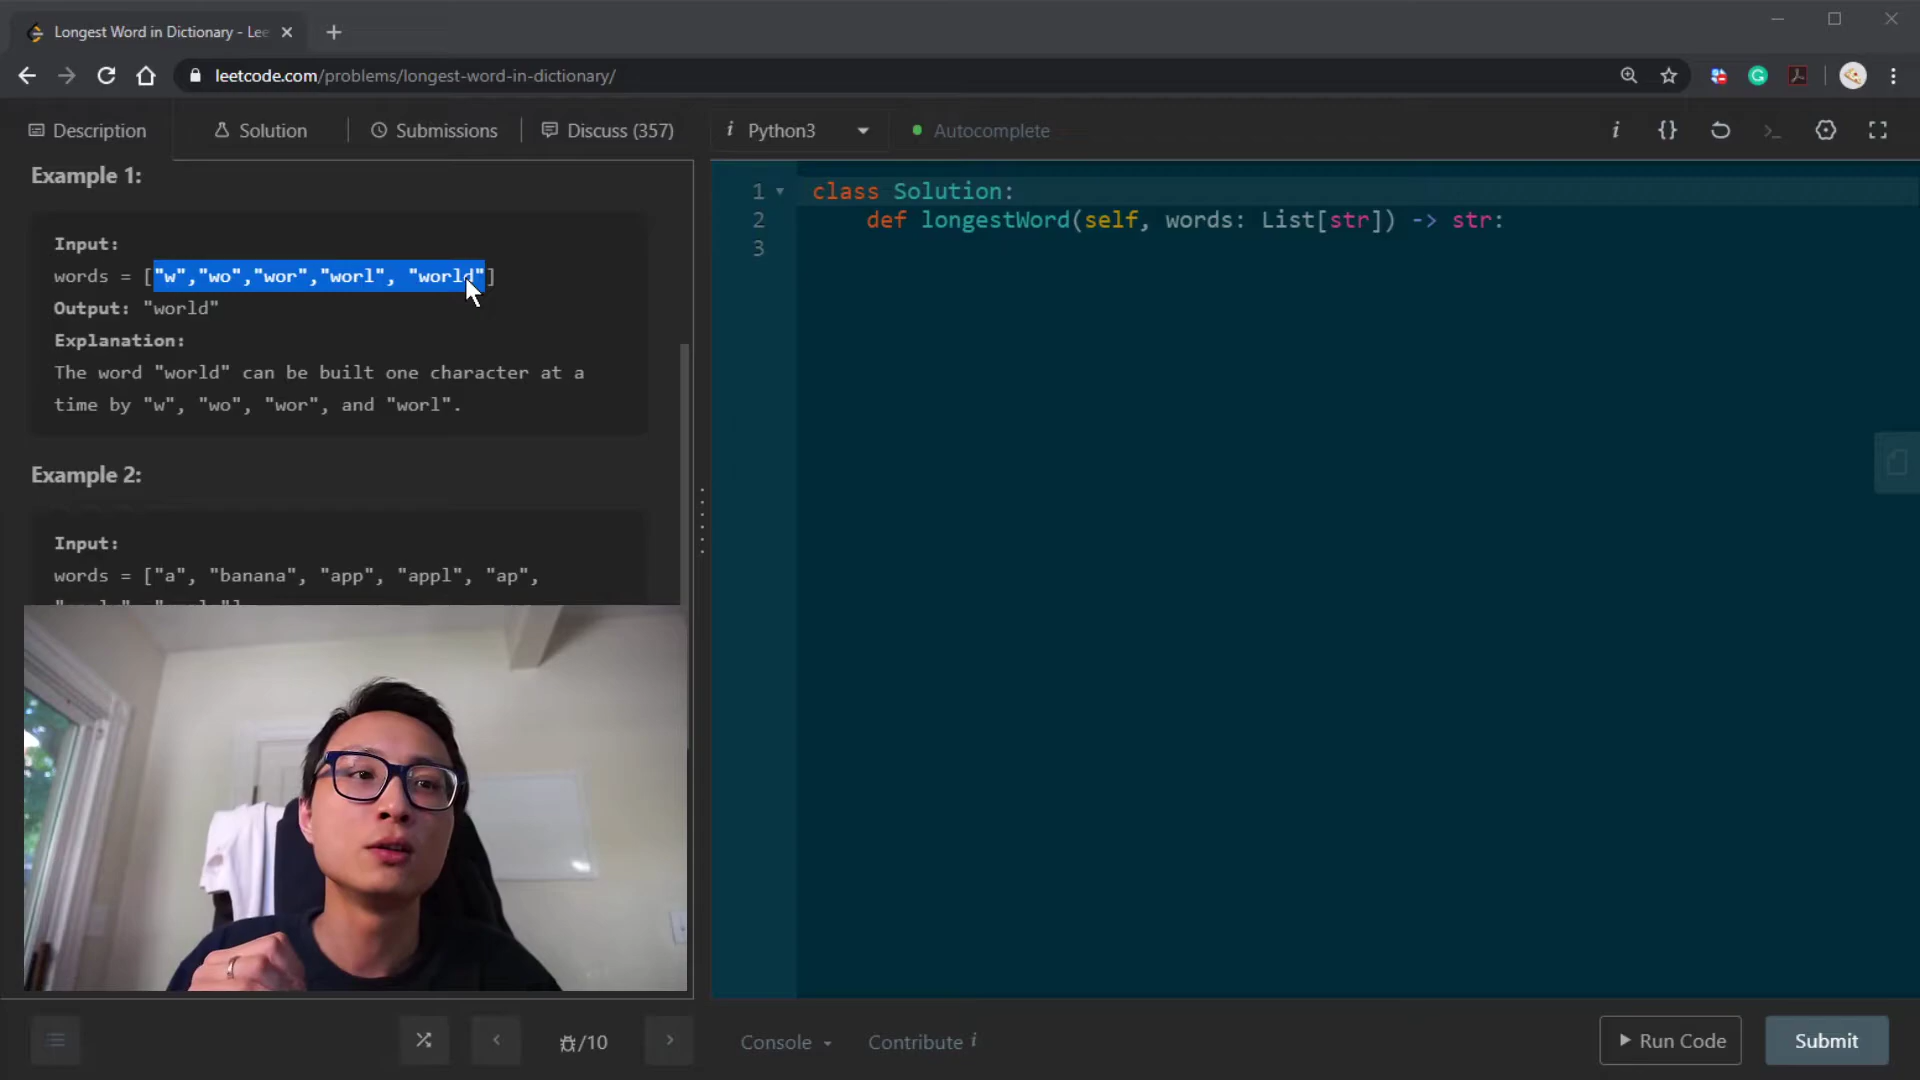 Longest Word in Dictionary - Lee
leetcode.com/problems/longest-word-in-dictionary/
Description
Solution
Submissions
Discuss (357)
i Python3
Autocomplete
i {} >_
Example 1:
Input:
words = ["w","wo","wor","worl", "world"]
Output: "world"
Explanation:
The word "world" can be built one character at a
time by "w", "wo", "wor", and "worl".
Example 2:
Input:
words = ["a", "banana", "app", "appl", "ap",
1 class Solution:
2 def longestWord(self, words: List[str]) -> str:
3
/10
Console
Contribute i
Run Code
Submit